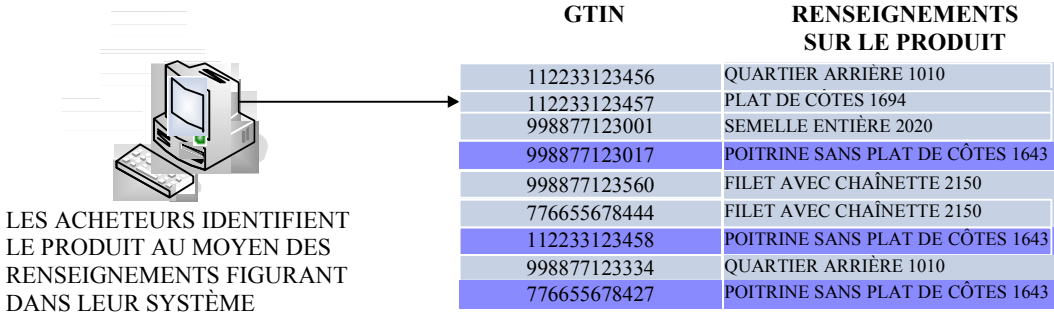 GTIN RENSEIGNEMENTS
SUR LE PRODUIT
112233123456 QUARTIER ARRIÈRE 1010
112233123457 PLAT DE CÔTES 1694
998877123001 SEMELLE ENTIÈRE 2020
998877123017 POITRINE SANS PLAT DE CÔTES 1643
998877123560 FILET AVEC CHAÎNETTE 2150
776655678444 FILET AVEC CHAÎNETTE 2150
112233123458 POITRINE SANS PLAT DE CÔTES 1643
998877123334 QUARTIER ARRIÈRE 1010
776655678427 POITRINE SANS PLAT DE CÔTES 1643
LES ACHETEURS IDENTIFIENT
LE PRODUIT AU MOYEN DES
RENSEIGNEMENTS FIGURANT
DANS LEUR SYSTÈME